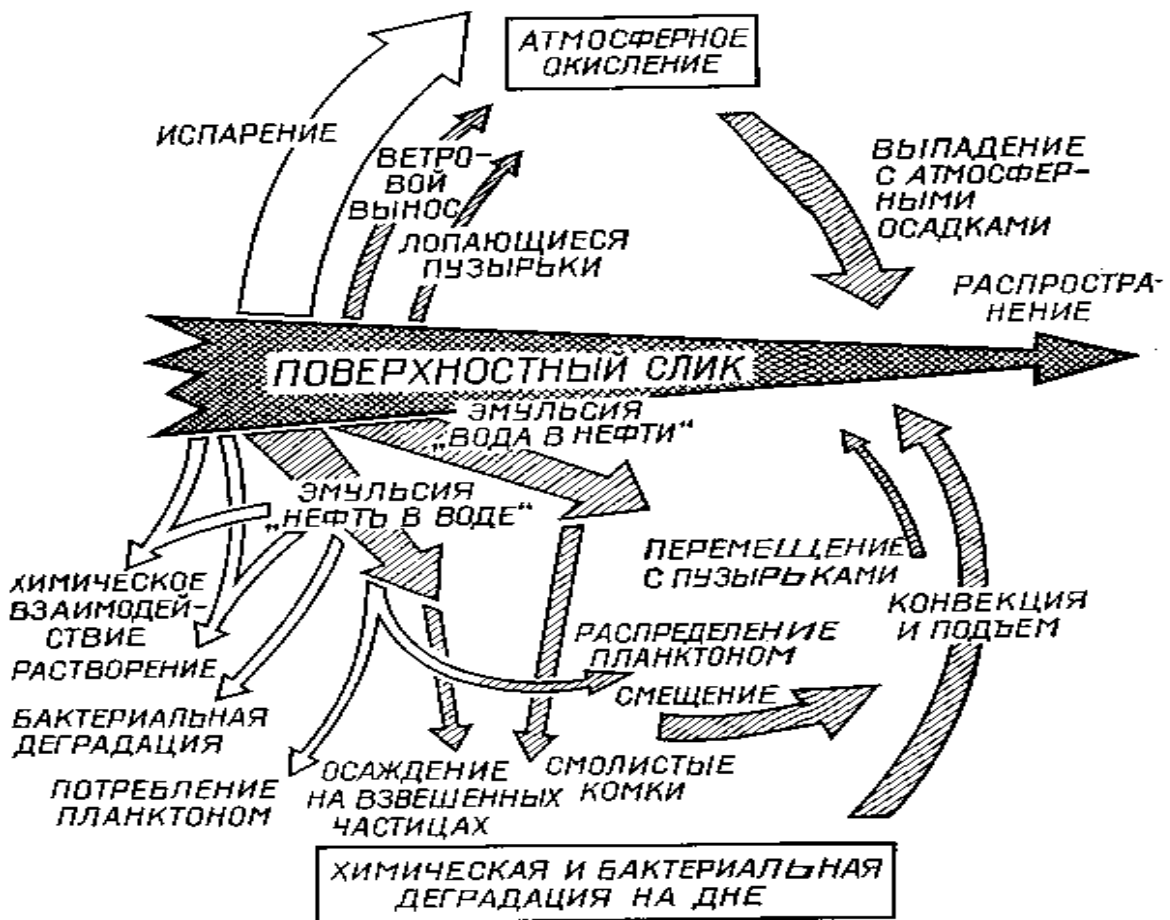 АТМОСФЕРНОЕ
ОКИСЛЕНИЕ
ИСПАРЕНИЕ
ВЕТРО-
ВОЙ
ВЫНОС
ЛОПАЮЩИЕСЯ
ПУЗЫРЬКИ
ВЫПАДЕНИЕ
С АТМОСФЕР-
НЫМИ
ОСАДКАМИ
РАСПРОСТРА-
НЕНИЕ
ПОВЕРХНОСТНЫЙ СЛИК
ЭМУЛЬСИЯ
„ВОДА В НЕФТИ“
ЭМУЛЬСИЯ
„НЕФТЬ В ВОДЕ“
ПЕРЕМЕЩЕНИЕ
С ПУЗЫРЬКАМИ
КОНВЕКЦИЯ
И ПОДЪЕМ
ХИМИЧЕСКОЕ
ВЗАИМОДЕЙ-
СТВИЕ
РАСТВОРЕНИЕ
РАСПРЕДЕЛЕНИЕ
ПЛАНКТОНОМ
СМЕЩЕНИЕ
БАКТЕРИАЛЬНАЯ
ДЕГРАДАЦИЯ
ПОТРЕБЛЕНИЕ
ПЛАНКТОНОМ
ОСАЖДЕНИЕ
НА ВЗВЕШЕННЫХ
ЧАСТИЦАХ
СМОЛИСТЫЕ
КОМКИ
ХИМИЧЕСКАЯ И БАКТЕРИАЛЬНАЯ
ДЕГРАДАЦИЯ НА ДНЕ